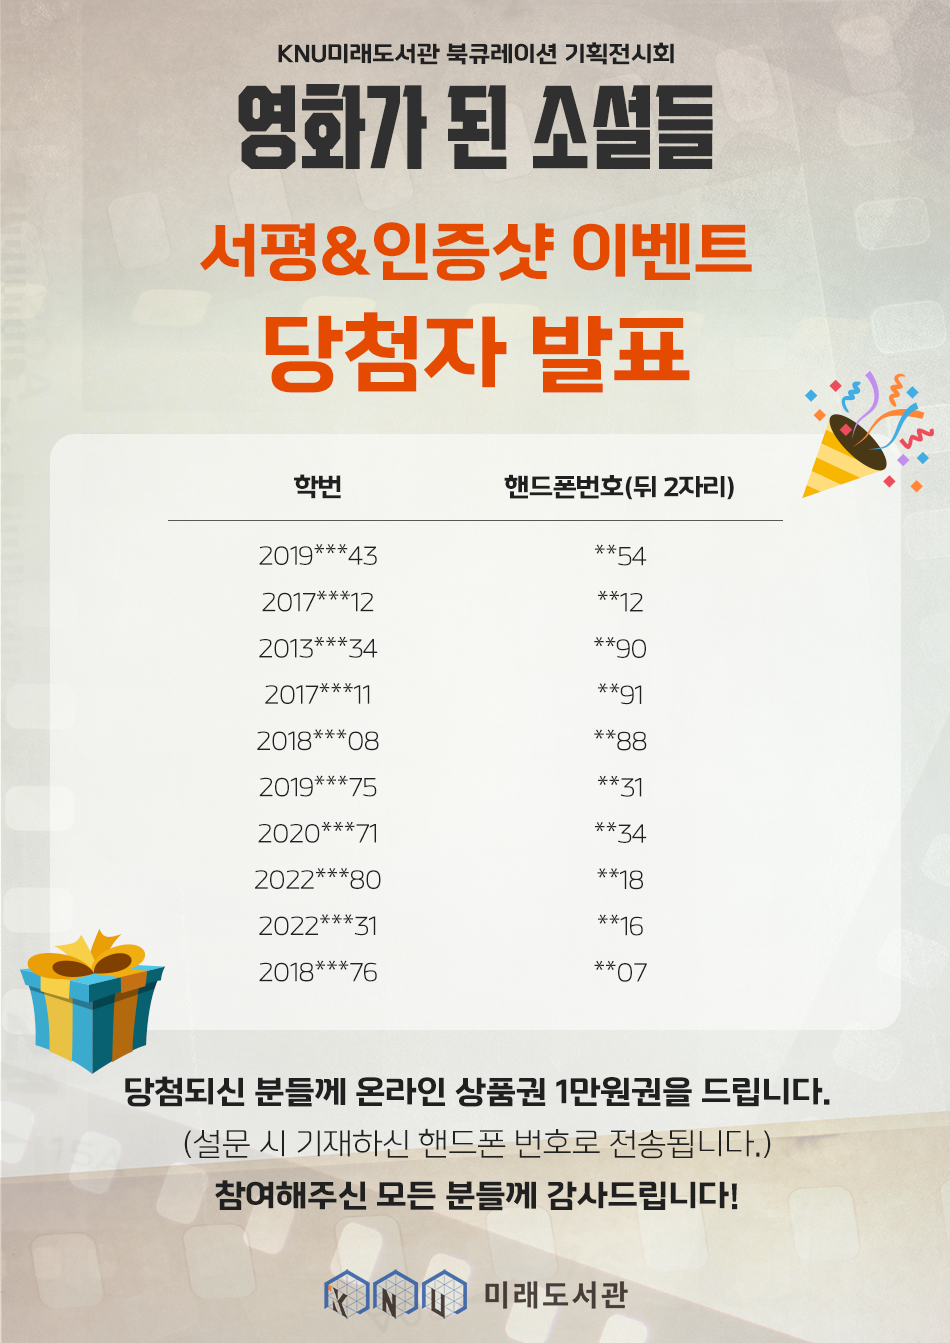 KNU미래도서관 북큐레이션 기획전시회
영화가 된 소설들
서평&인증샷 이벤트
당첨자 발표
학번 핸드폰번호(뒤 2자리)
2019***43 **54
2017***12 **12
2013***34 **90
2017***11 **91
2018***08 **88
2019***75 **31
2020***71 **34
2022***80 **18
2022***31 **16
2018***76 **07
당첨되신 분들께 온라인 상품권 1만원권을 드립니다.
(설문 시 기재하신 핸드폰 번호로 전송됩니다.)
참여해주신 모든 분들께 감사드립니다!
KNU 미래도서관